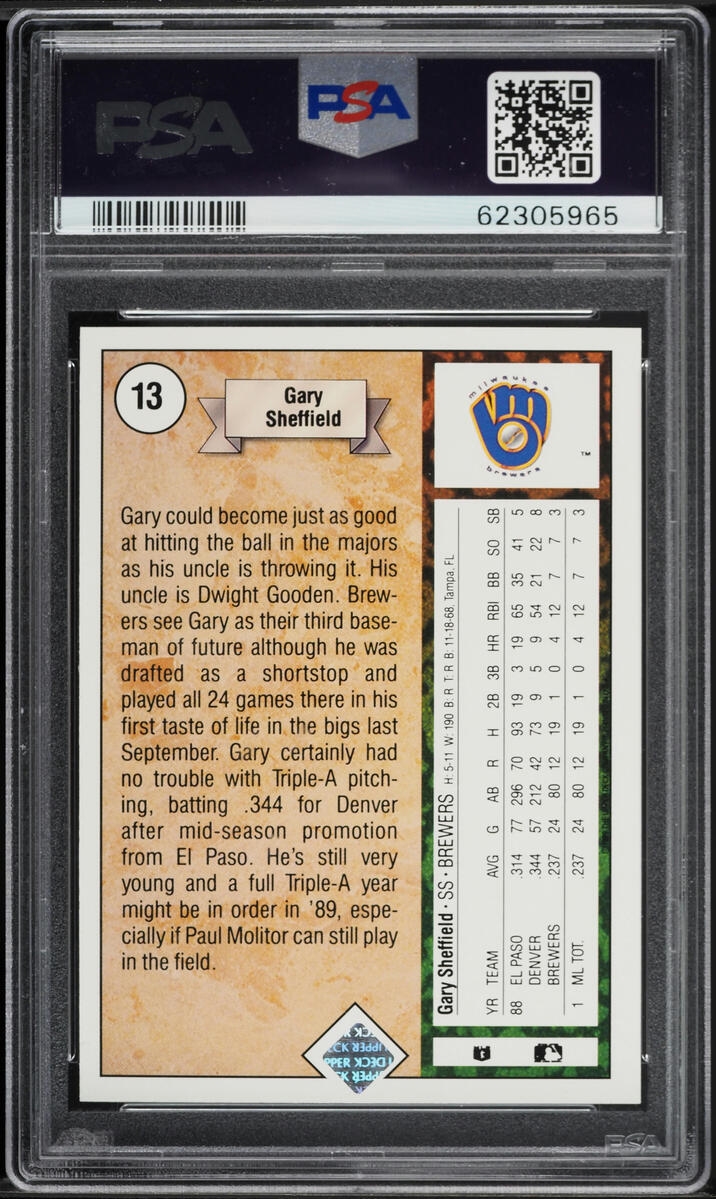 PSA
PSA
62305965
13
Gary
Sheffield
Gary could become just as good
at hitting the ball in the majors
as his uncle is throwing it. His
uncle is Dwight Gooden. Brew-
ers see Gary as their third base-
man of future although he was
drafted as a shortstop and
played all 24 games there in his
first taste of life in the bigs last
September. Gary certainly had
no trouble with Triple-A pitch-
ing, batting .344 for Denver
after mid-season promotion
from El Paso. He's still very
young and a full Triple-A year
might be in order in '89, espe-
cially if Paul Molitor can still play
in the field.
milwaukee
brewers
TM
Gary Sheffield · SS · BREWERS H: 5-11 W: 190 B: R T: R B: 11-18-68, Tampa, FL
YR TEAM AVG G AB R H 2B 3B HR RBI BB SO SB
88 EL PASO .314 77 296 70 93 19 3 19 65 35 41 5
DENVER .344 57 212 42 73 9 5 9 54 21 22 8
BREWERS .237 24 80 12 19 1 0 4 12 7 7 3
1 ML TOT. .237 24 80 12 19 1 0 4 12 7 7 3
UPPER DECK
PSA